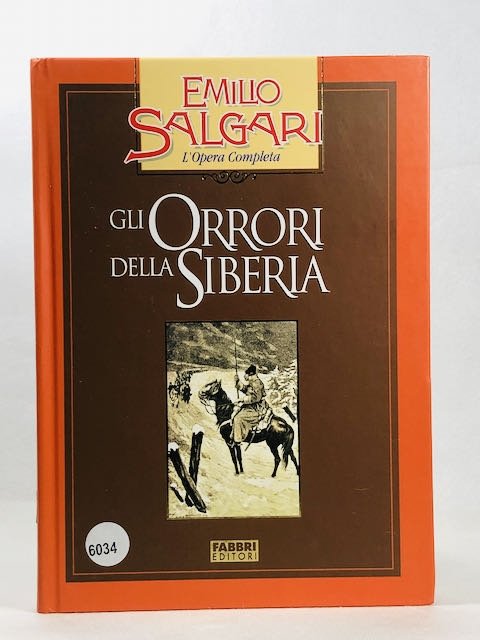 EMILIO
SALGARI
L'Opera Completa
GLI ORRORI
DELLA SIBERIA
6034
FABBRI
EDITORI